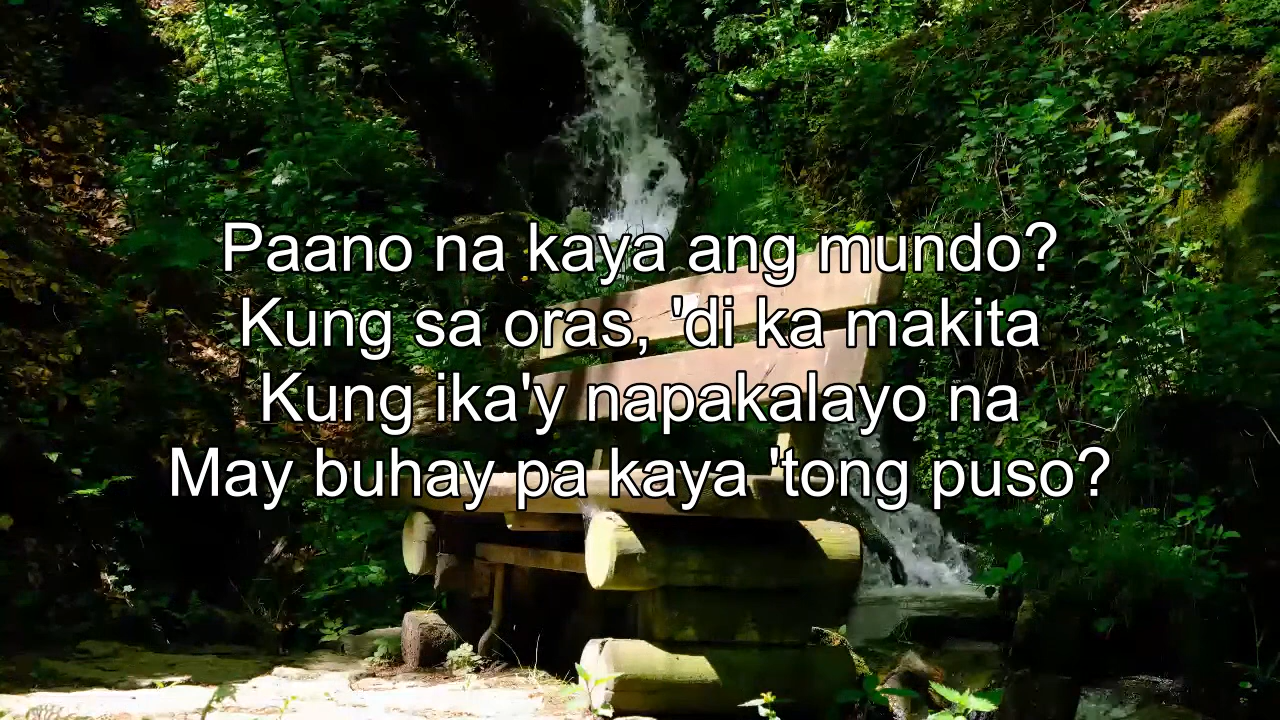 Paano na kaya ang mundo?
Kung sa oras, 'di ka makita
Kung ika'y napakalayo na
May buhay pa kaya 'tong puso?